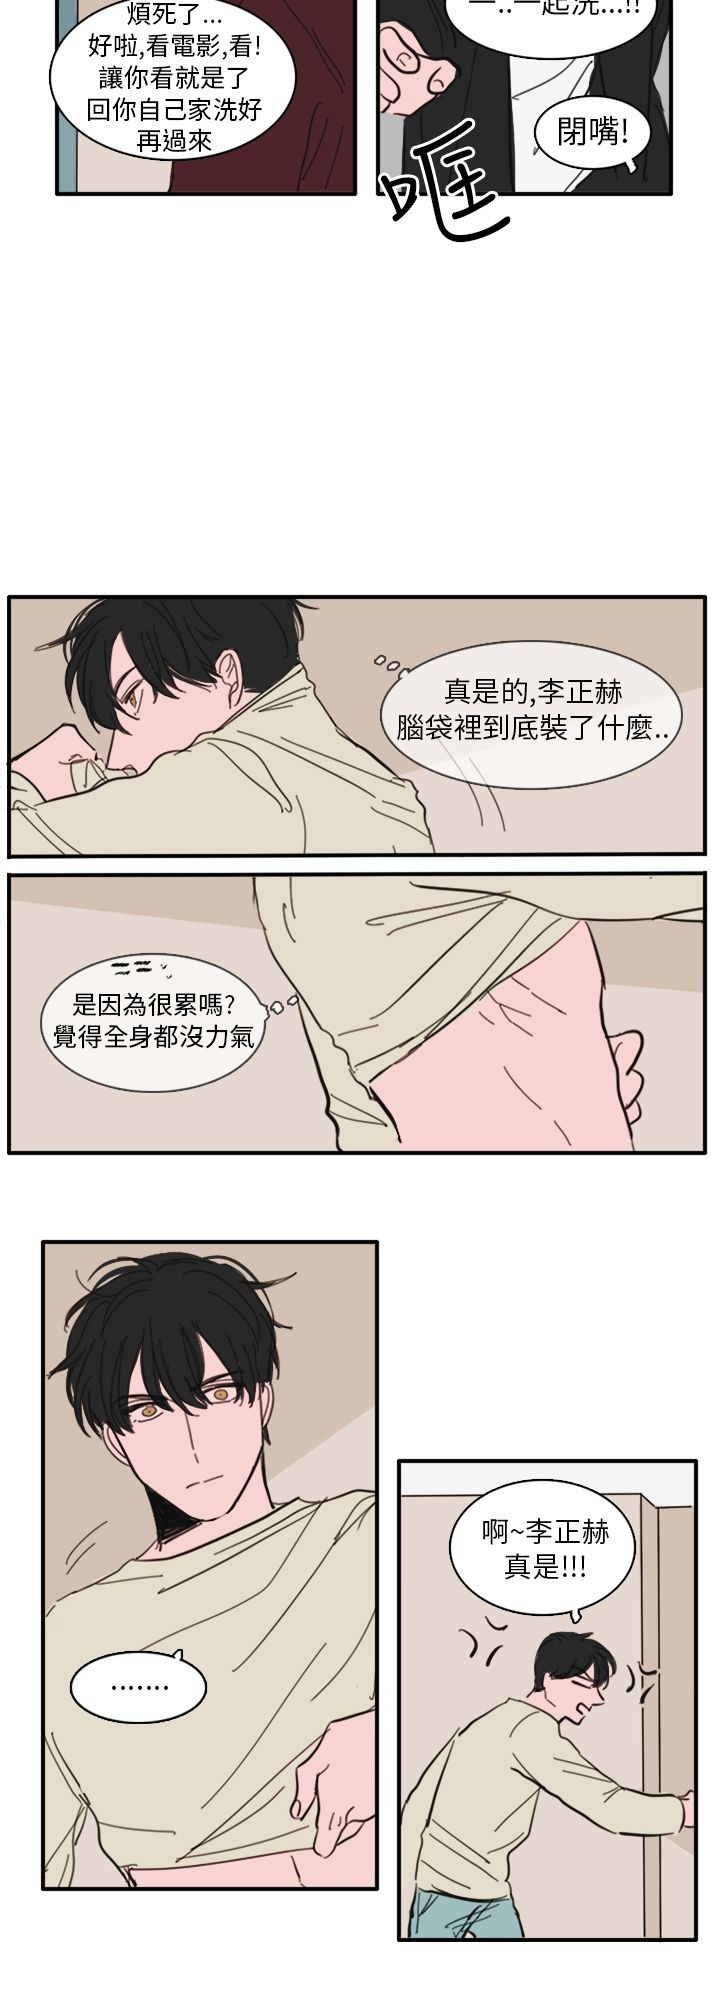 煩死了...
好啦,看電影,看!
讓你看就是了
回你自己家洗好
再過來
一..一起洗...!!
閉嘴!
哐
真是的,李正赫
腦袋裡到底裝了什麼..
是因為很累嗎?
覺得全身都沒力氣
.......
啊~李正赫
真是!!!